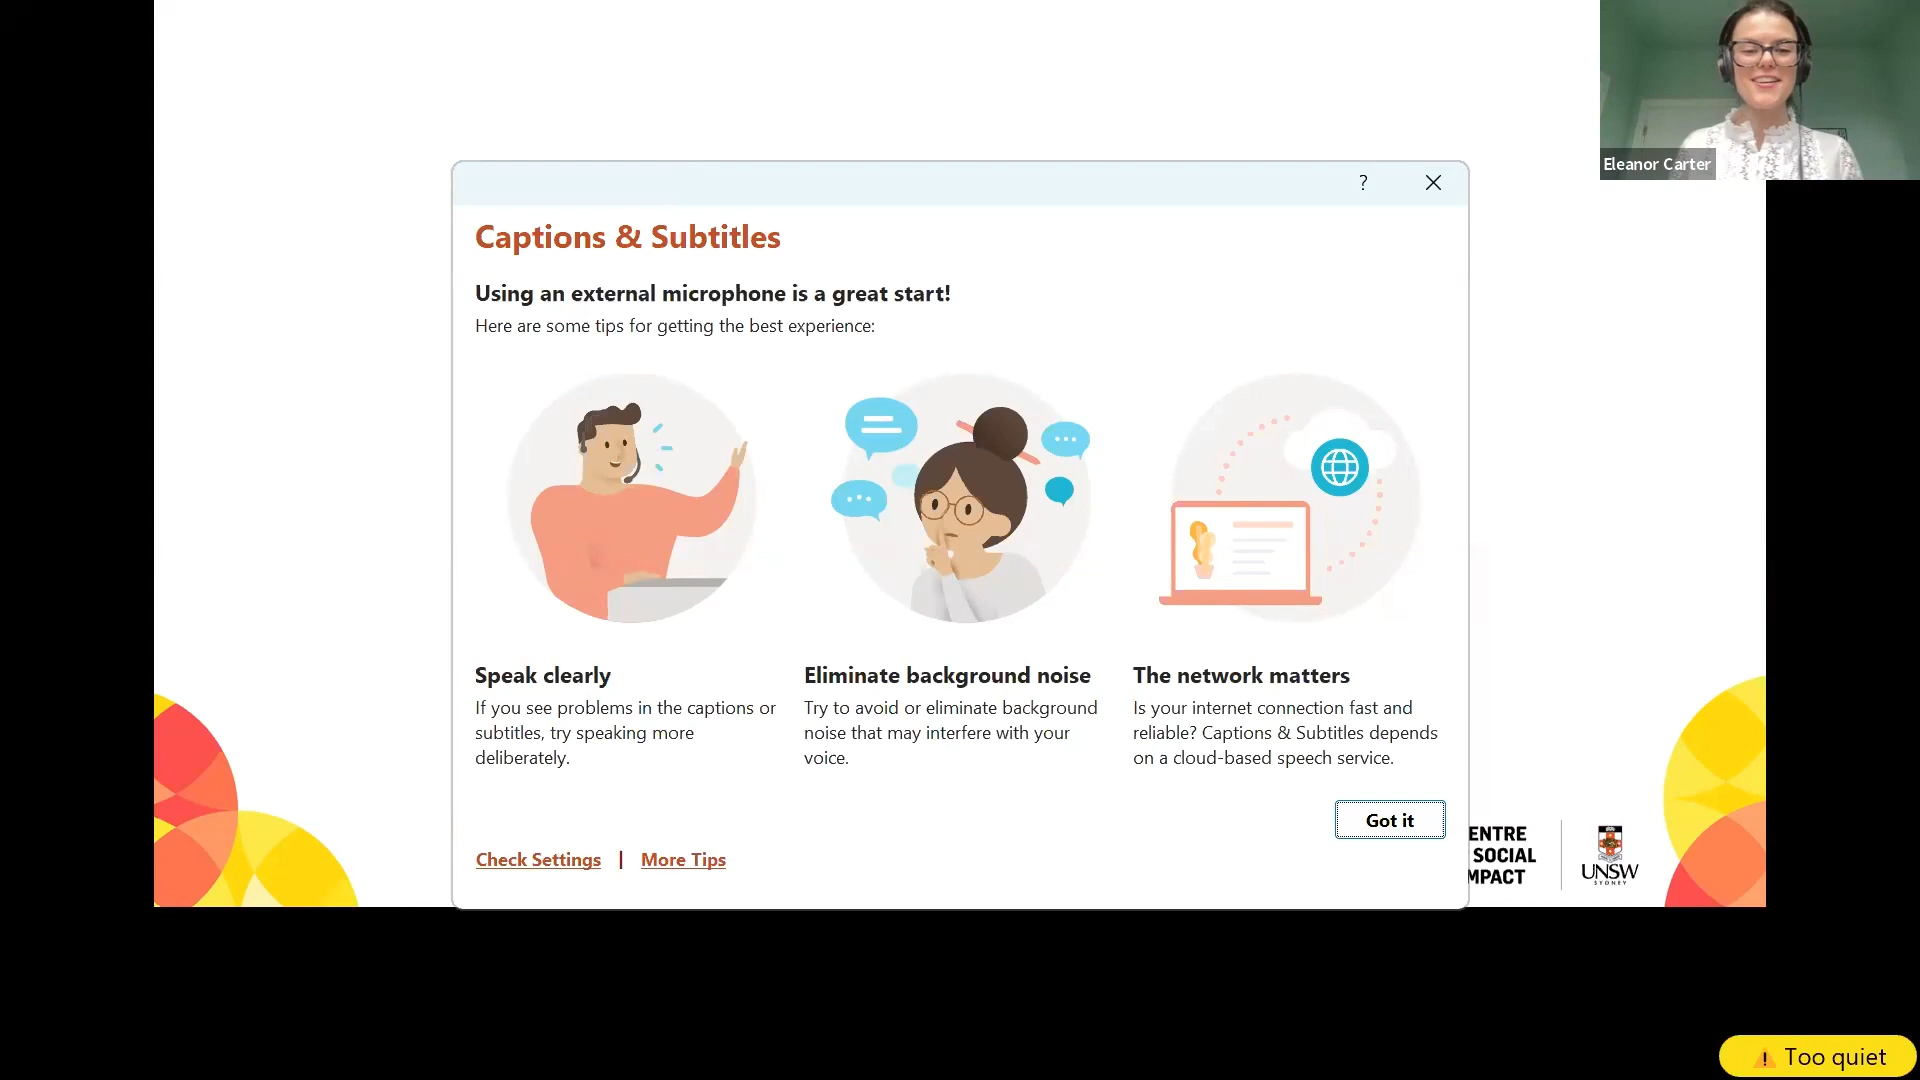 Eleanor Carter
?
Captions & Subtitles
Using an external microphone is a great start!
Here are some tips for getting the best experience:
Speak clearly
If you see problems in the captions or
subtitles, try speaking more
deliberately.
Eliminate background noise
Try to avoid or eliminate background
noise that may interfere with your
voice.
The network matters
Is your internet connection fast and
reliable? Captions & Subtitles depends
on a cloud-based speech service.
Got it
Check Settings | More Tips
ENTRE
SOCIAL
MPACT
UNSW
SYDNEY
Too quiet